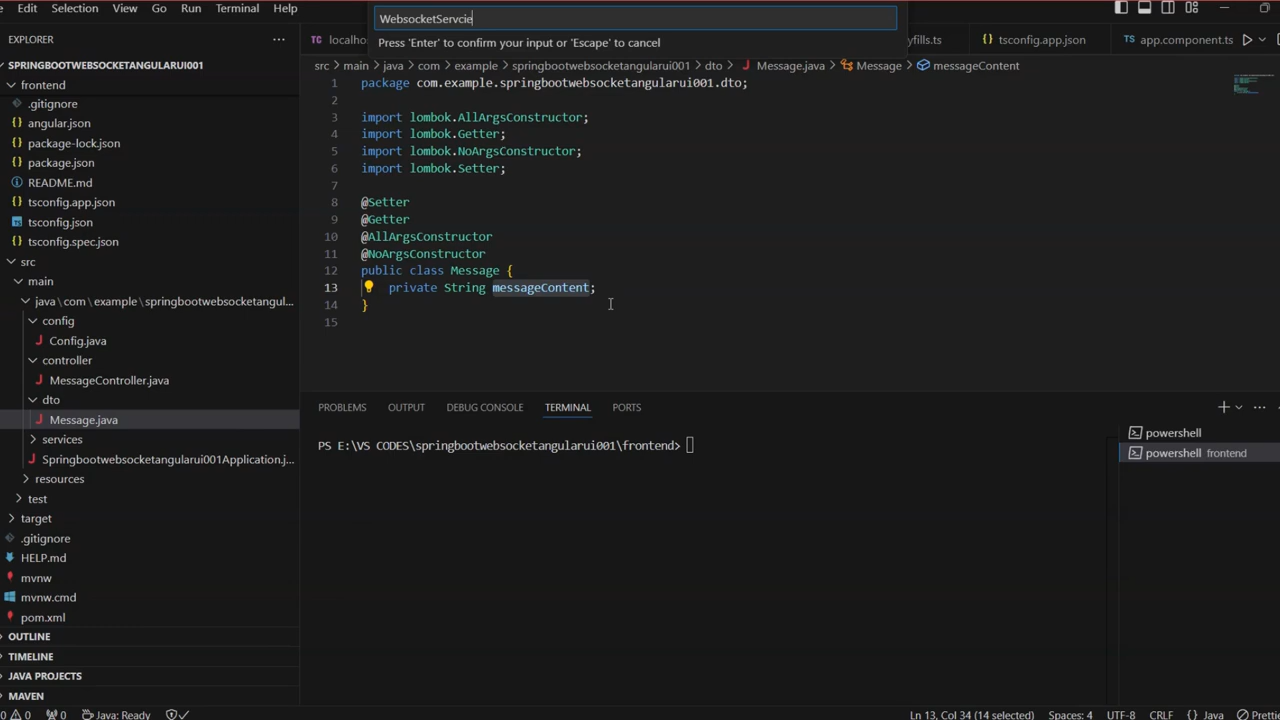 Edit Selection View Go Run Terminal Help
WebsocketServcie
Press 'Enter' to confirm your input or 'Escape' to cancel
EXPLORER
localho
yfills.ts
tsconfig.app.json
app.component.ts
SPRINGBOOTWEBSOCKETANGULARUI001
frontend
.gitignore
angular.json
package-lock.json
package.json
README.md
tsconfig.app.json
tsconfig.json
tsconfig.spec.json
src
main
java\com\example\springbootwebsocketangul...
config
Config.java
controller
MessageController.java
dto
Message.java
services
Springbootwebsocketangularui001Application.j...
resources
test
target
.gitignore
HELP.md
mvnw
mvnw.cmd
pom.xml
OUTLINE
TIMELINE
JAVA PROJECTS
MAVEN
src > main > java > com > example > springbootwebsocketangularui001 > dto > Message.java > Message > messageContent
1 package com.example.springbootwebsocketangularui001.dto;
2
3 import lombok.AllArgsConstructor;
4 import lombok.Getter;
5 import lombok.NoArgsConstructor;
6 import lombok.Setter;
7
8 @Setter
9 @Getter
10 @AllArgsConstructor
11 @NoArgsConstructor
12 public class Message {
13 private String messageContent;
14 }
15
PROBLEMS OUTPUT DEBUG CONSOLE TERMINAL PORTS
PS E:\VS CODES\springbootwebsocketangularui001\frontend>
powershell
powershell frontend
0 0 0 Java: Ready
Ln 13, Col 34 (14 selected) Spaces: 4 UTF-8 CRLF {} Java Pretti